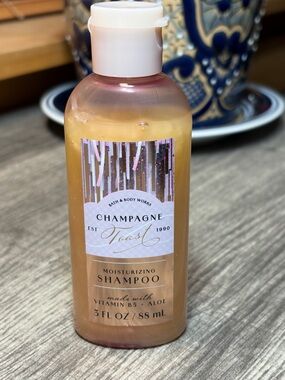 BATH & BODY WORKS
CHAMPAGNE
EST Toast 1990
MOISTURIZING
SHAMPOO
made with
VITAMIN B5 • ALOE
3 FL OZ / 88 mL